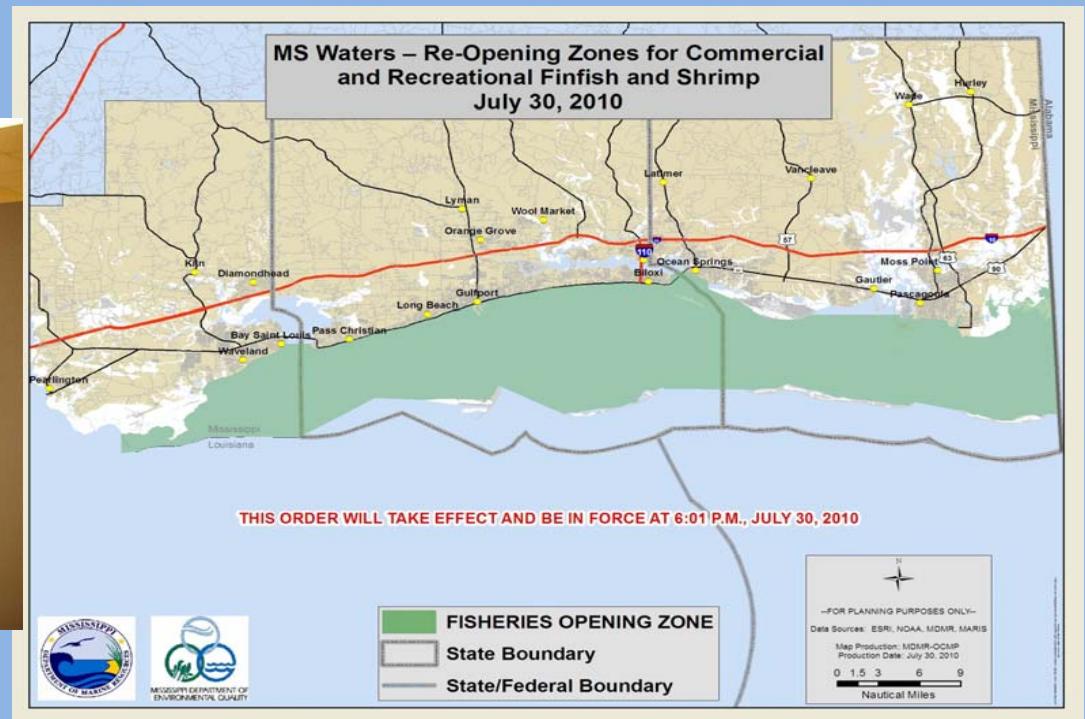 MS Waters – Re-Opening Zones for Commercial
and Recreational Finfish and Shrimp
July 30, 2010
Hurley
Wade
Alabama
Mississippi
Latimer
Vancleave
Lyman
Wool Market
Orange Grove
110
10
57
10
Ocean Springs
Moss Point
63
90
Kiln
Diamondhead
Biloxi
Gautier
Gulfport
Pascagoula
Long Beach
Bay Saint Louis
Pass Christian
Waveland
Pearlington
Mississippi
Louisiana
THIS ORDER WILL TAKE EFFECT AND BE IN FORCE AT 6:01 P.M., JULY 30, 2010
MISSISSIPPI
DEPARTMENT OF MARINE RESOURCES
MISSISSIPPI DEPARTMENT OF
ENVIRONMENTAL QUALITY
FISHERIES OPENING ZONE
State Boundary
State/Federal Boundary
N
--FOR PLANNING PURPOSES ONLY--
Data Sources: ESRI, NOAA, MDMR, MARIS
Map Production: MDMR-OCMP
Production Date: July 30, 2010
0 1.5 3 6 9
Nautical Miles